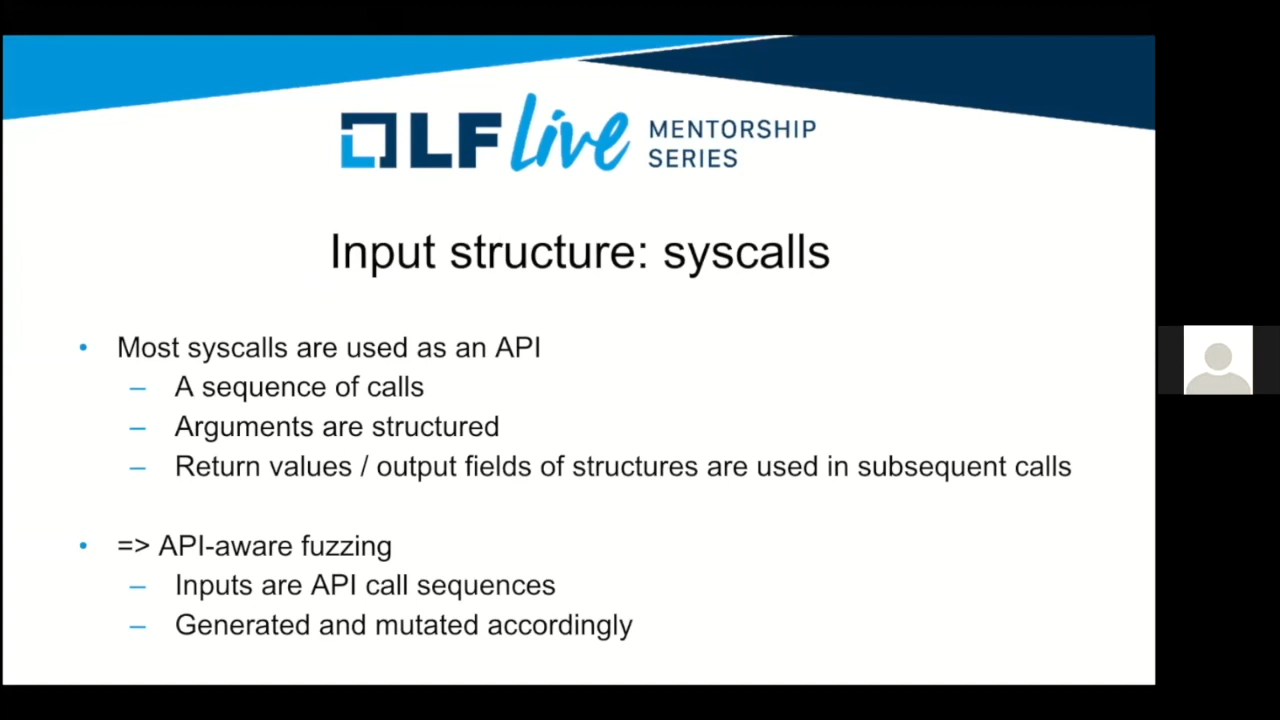 LF Live MENTORSHIP
SERIES
Input structure: syscalls
• Most syscalls are used as an API
– A sequence of calls
– Arguments are structured
– Return values / output fields of structures are used in subsequent calls
• => API-aware fuzzing
– Inputs are API call sequences
– Generated and mutated accordingly